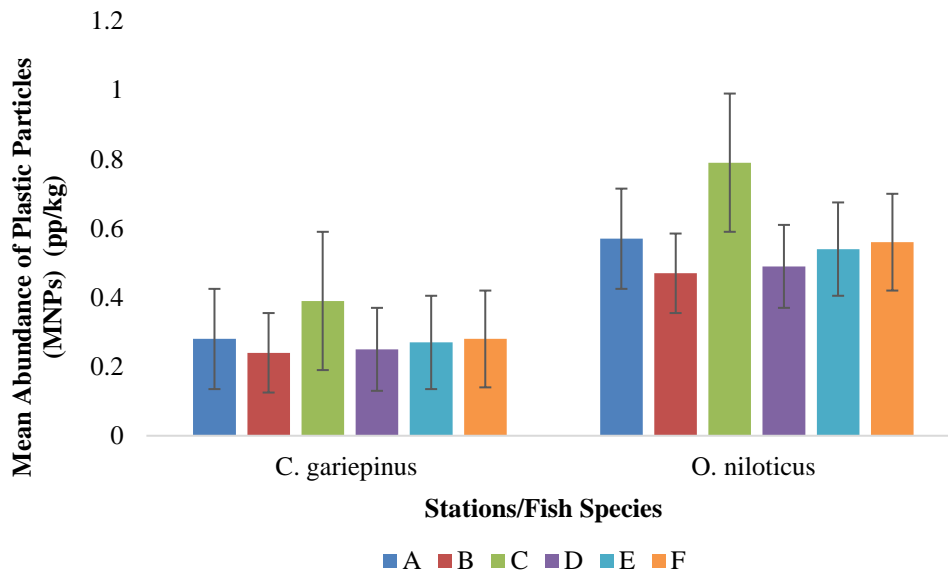 Mean Abundance of Plastic Particles
(MNPs) (pp/kg)
1.2
1
0.8
0.6
0.4
0.2
0
C. gariepinus O. niloticus
Stations/Fish Species
A B C D E F